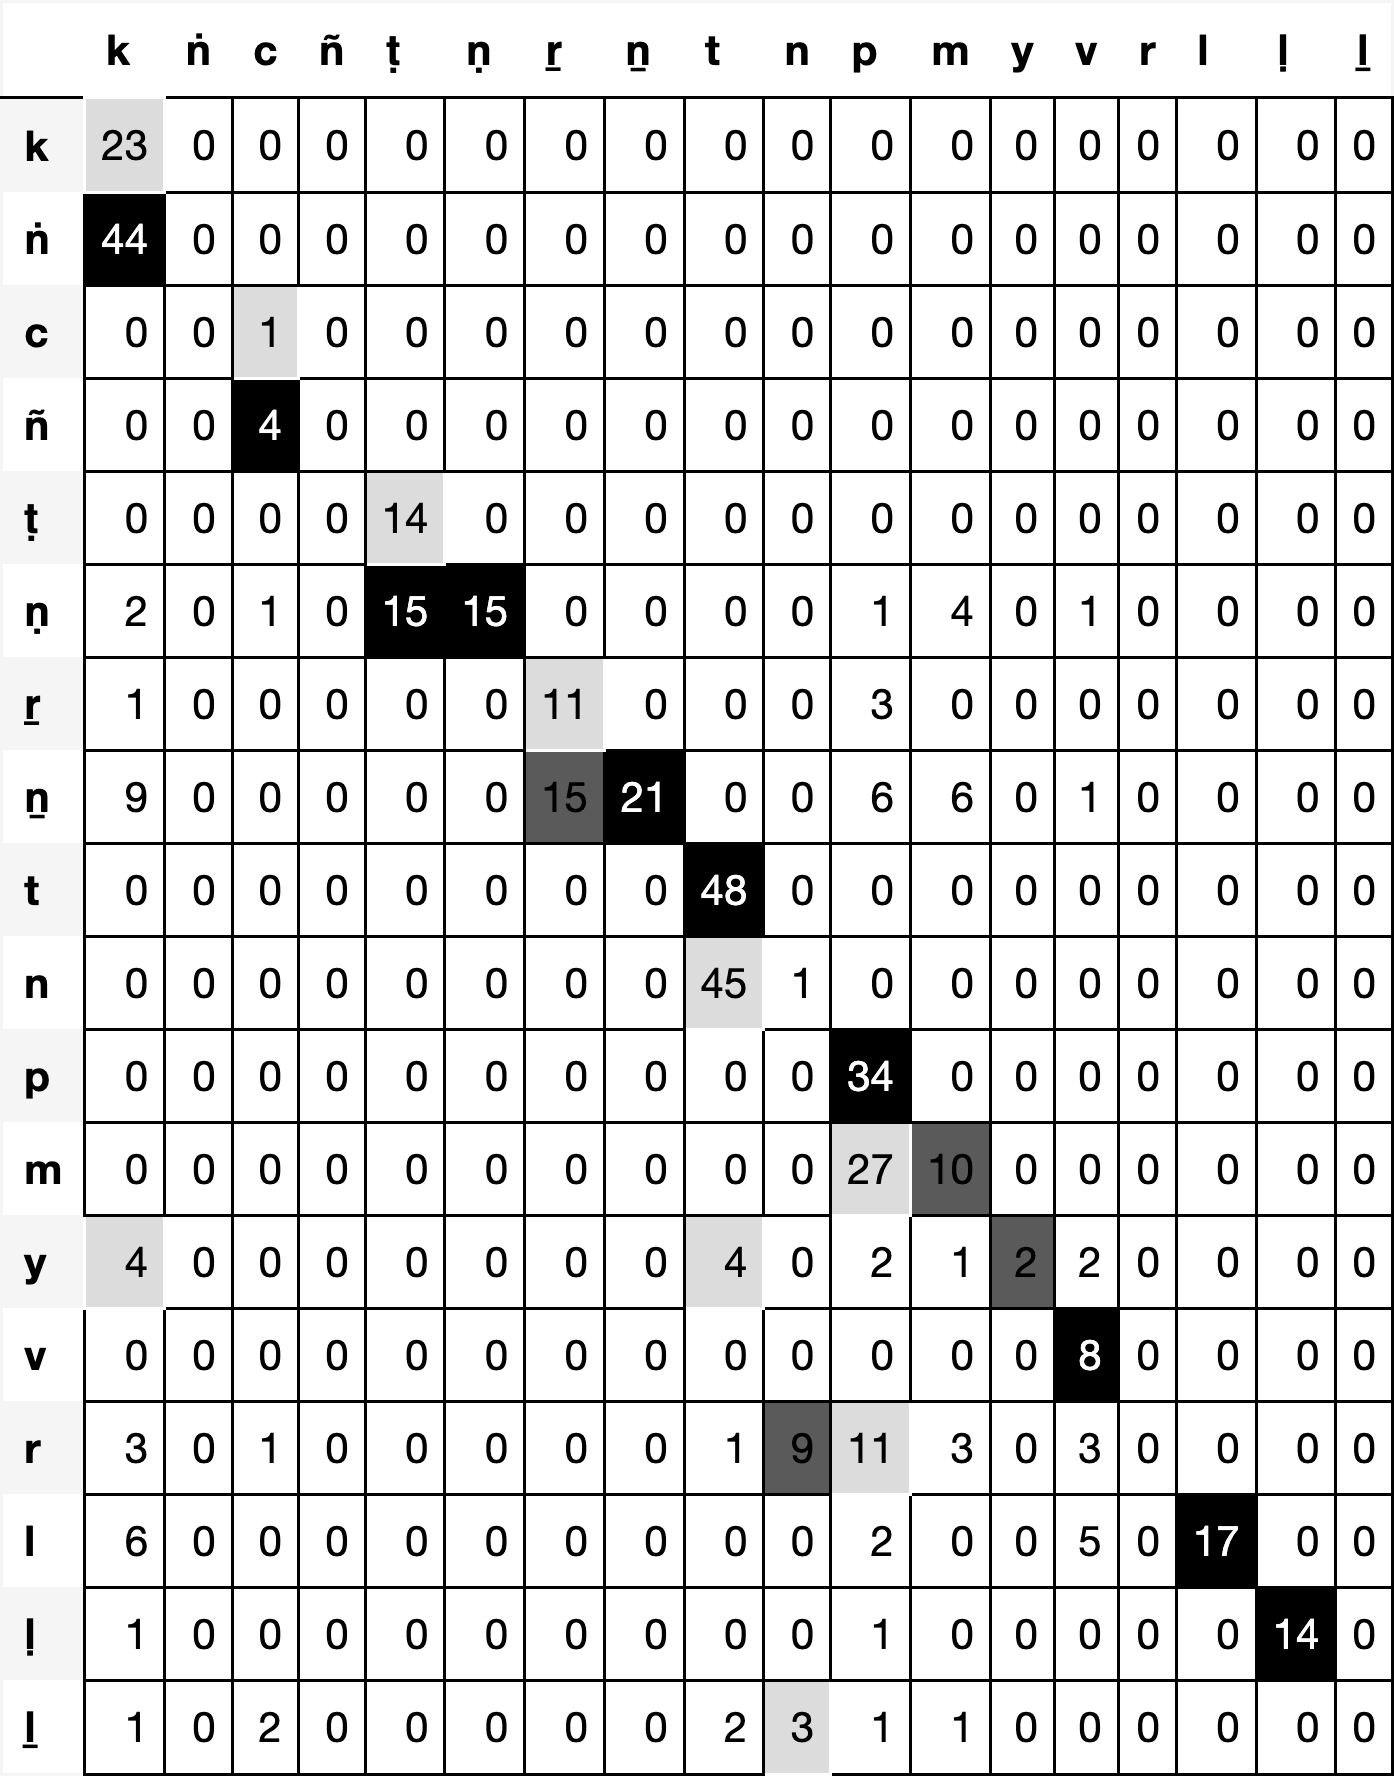 k ṅ c ñ ṭ ṇ ṟ ṉ t n p m y v r l ḷ ḻ
k 23 0 0 0 0 0 0 0 0 0 0 0 0 0 0 0 0 0
ṅ 44 0 0 0 0 0 0 0 0 0 0 0 0 0 0 0 0 0
c 0 0 1 0 0 0 0 0 0 0 0 0 0 0 0 0 0 0
ñ 0 0 4 0 0 0 0 0 0 0 0 0 0 0 0 0 0 0
ṭ 0 0 0 0 14 0 0 0 0 0 0 0 0 0 0 0 0 0
ṇ 2 0 1 0 15 15 0 0 0 0 1 4 0 1 0 0 0 0
ṟ 1 0 0 0 0 0 11 0 0 0 3 0 0 0 0 0 0 0
ṉ 9 0 0 0 0 0 15 21 0 0 6 6 0 1 0 0 0 0
t 0 0 0 0 0 0 0 0 48 0 0 0 0 0 0 0 0 0
n 0 0 0 0 0 0 0 0 45 1 0 0 0 0 0 0 0 0
p 0 0 0 0 0 0 0 0 0 0 34 0 0 0 0 0 0 0
m 0 0 0 0 0 0 0 0 0 0 27 10 0 0 0 0 0 0
y 4 0 0 0 0 0 0 0 4 0 2 1 2 2 0 0 0 0
v 0 0 0 0 0 0 0 0 0 0 0 0 0 8 0 0 0 0
r 3 0 1 0 0 0 0 0 1 9 11 3 0 3 0 0 0 0
l 6 0 0 0 0 0 0 0 0 0 2 0 0 5 0 17 0 0
ḷ 1 0 0 0 0 0 0 0 0 0 1 0 0 0 0 0 14 0
ḻ 1 0 2 0 0 0 0 0 2 3 1 1 0 0 0 0 0 0